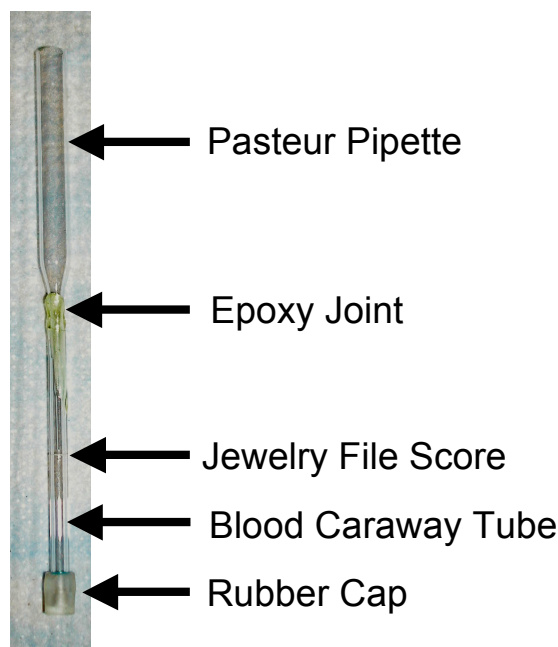 Pasteur Pipette
Epoxy Joint
Jewelry File Score
Blood Caraway Tube
Rubber Cap